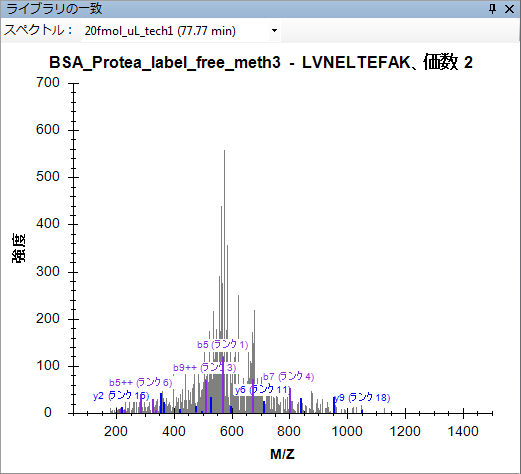 ライブラリの一致
スペクトル： 20fmol_uL_tech1 (77.77 min)
BSA_Protea_label_free_meth3 - LVNELTEFAK、価数 2
700
600
500
400
300
200
100
0
強度
b5 (ランク 1)
b9++ (ランク 3)
b7 (ランク 4)
b5++ (ランク 6)
y6 (ランク 11)
y2 (ランク 15)
y9 (ランク 18)
200 400 600 800 1000 1200 1400
M/Z